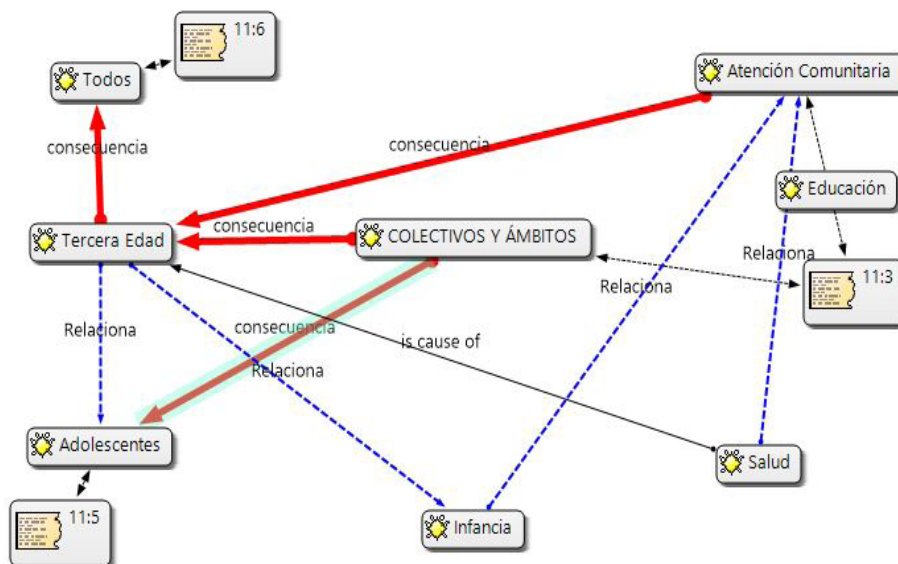 11:6
Todos
Atención Comunitaria
consecuencia
consecuencia
Educación
Tercera Edad
consecuencia
COLECTIVOS Y ÁMBITOS
Relaciona
11:3
Relaciona
Relaciona
consecuencia
is cause of
Relaciona
Adolescentes
Salud
11:5
Infancia